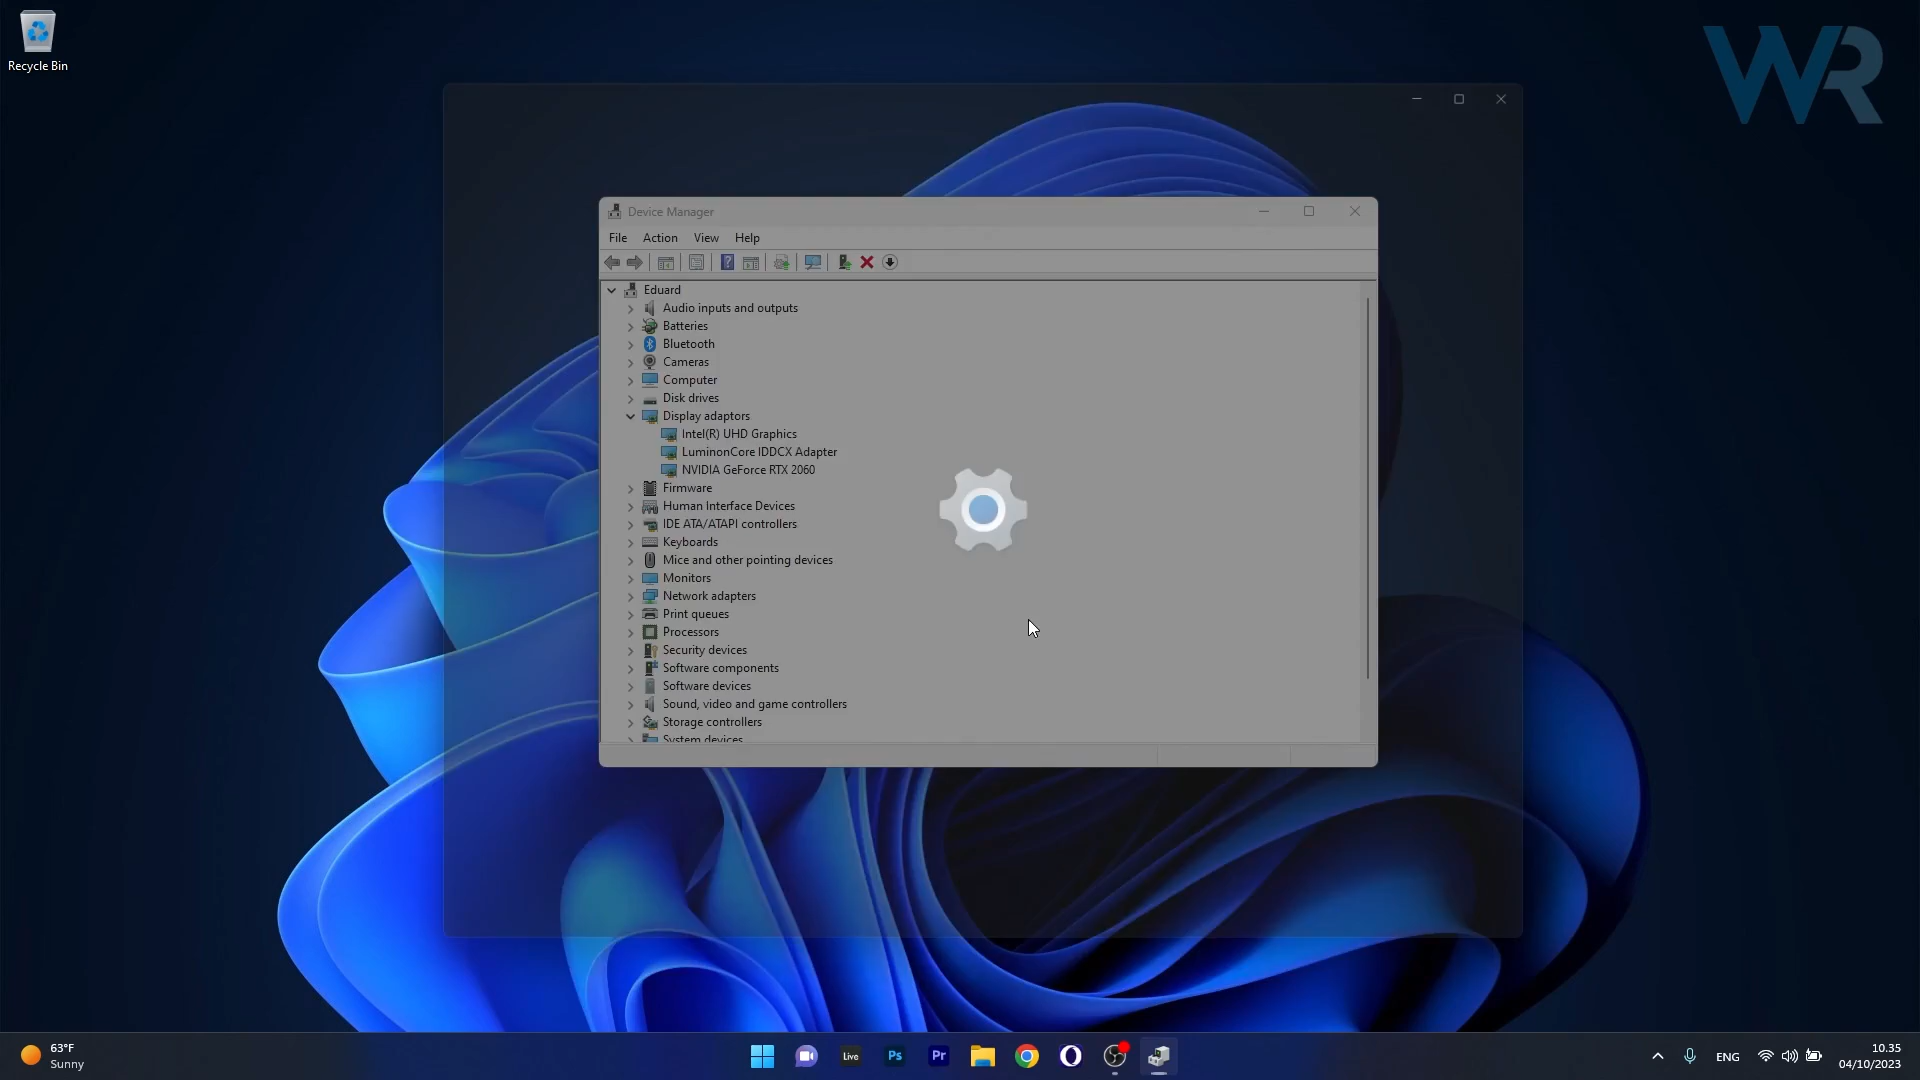 Recycle Bin
WR
Device Manager
File Action View Help
Eduard
Audio inputs and outputs
Batteries
Bluetooth
Cameras
Computer
Disk drives
Display adaptors
Intel(R) UHD Graphics
LuminonCore IDDCX Adapter
NVIDIA GeForce RTX 2060
Firmware
Human Interface Devices
IDE ATA/ATAPI controllers
Keyboards
Mice and other pointing devices
Monitors
Network adapters
Print queues
Processors
Security devices
Software components
Software devices
Sound, video and game controllers
Storage controllers
System devices
63°F
Sunny
Live
Ps
Pr
ENG
10.35
04/10/2023